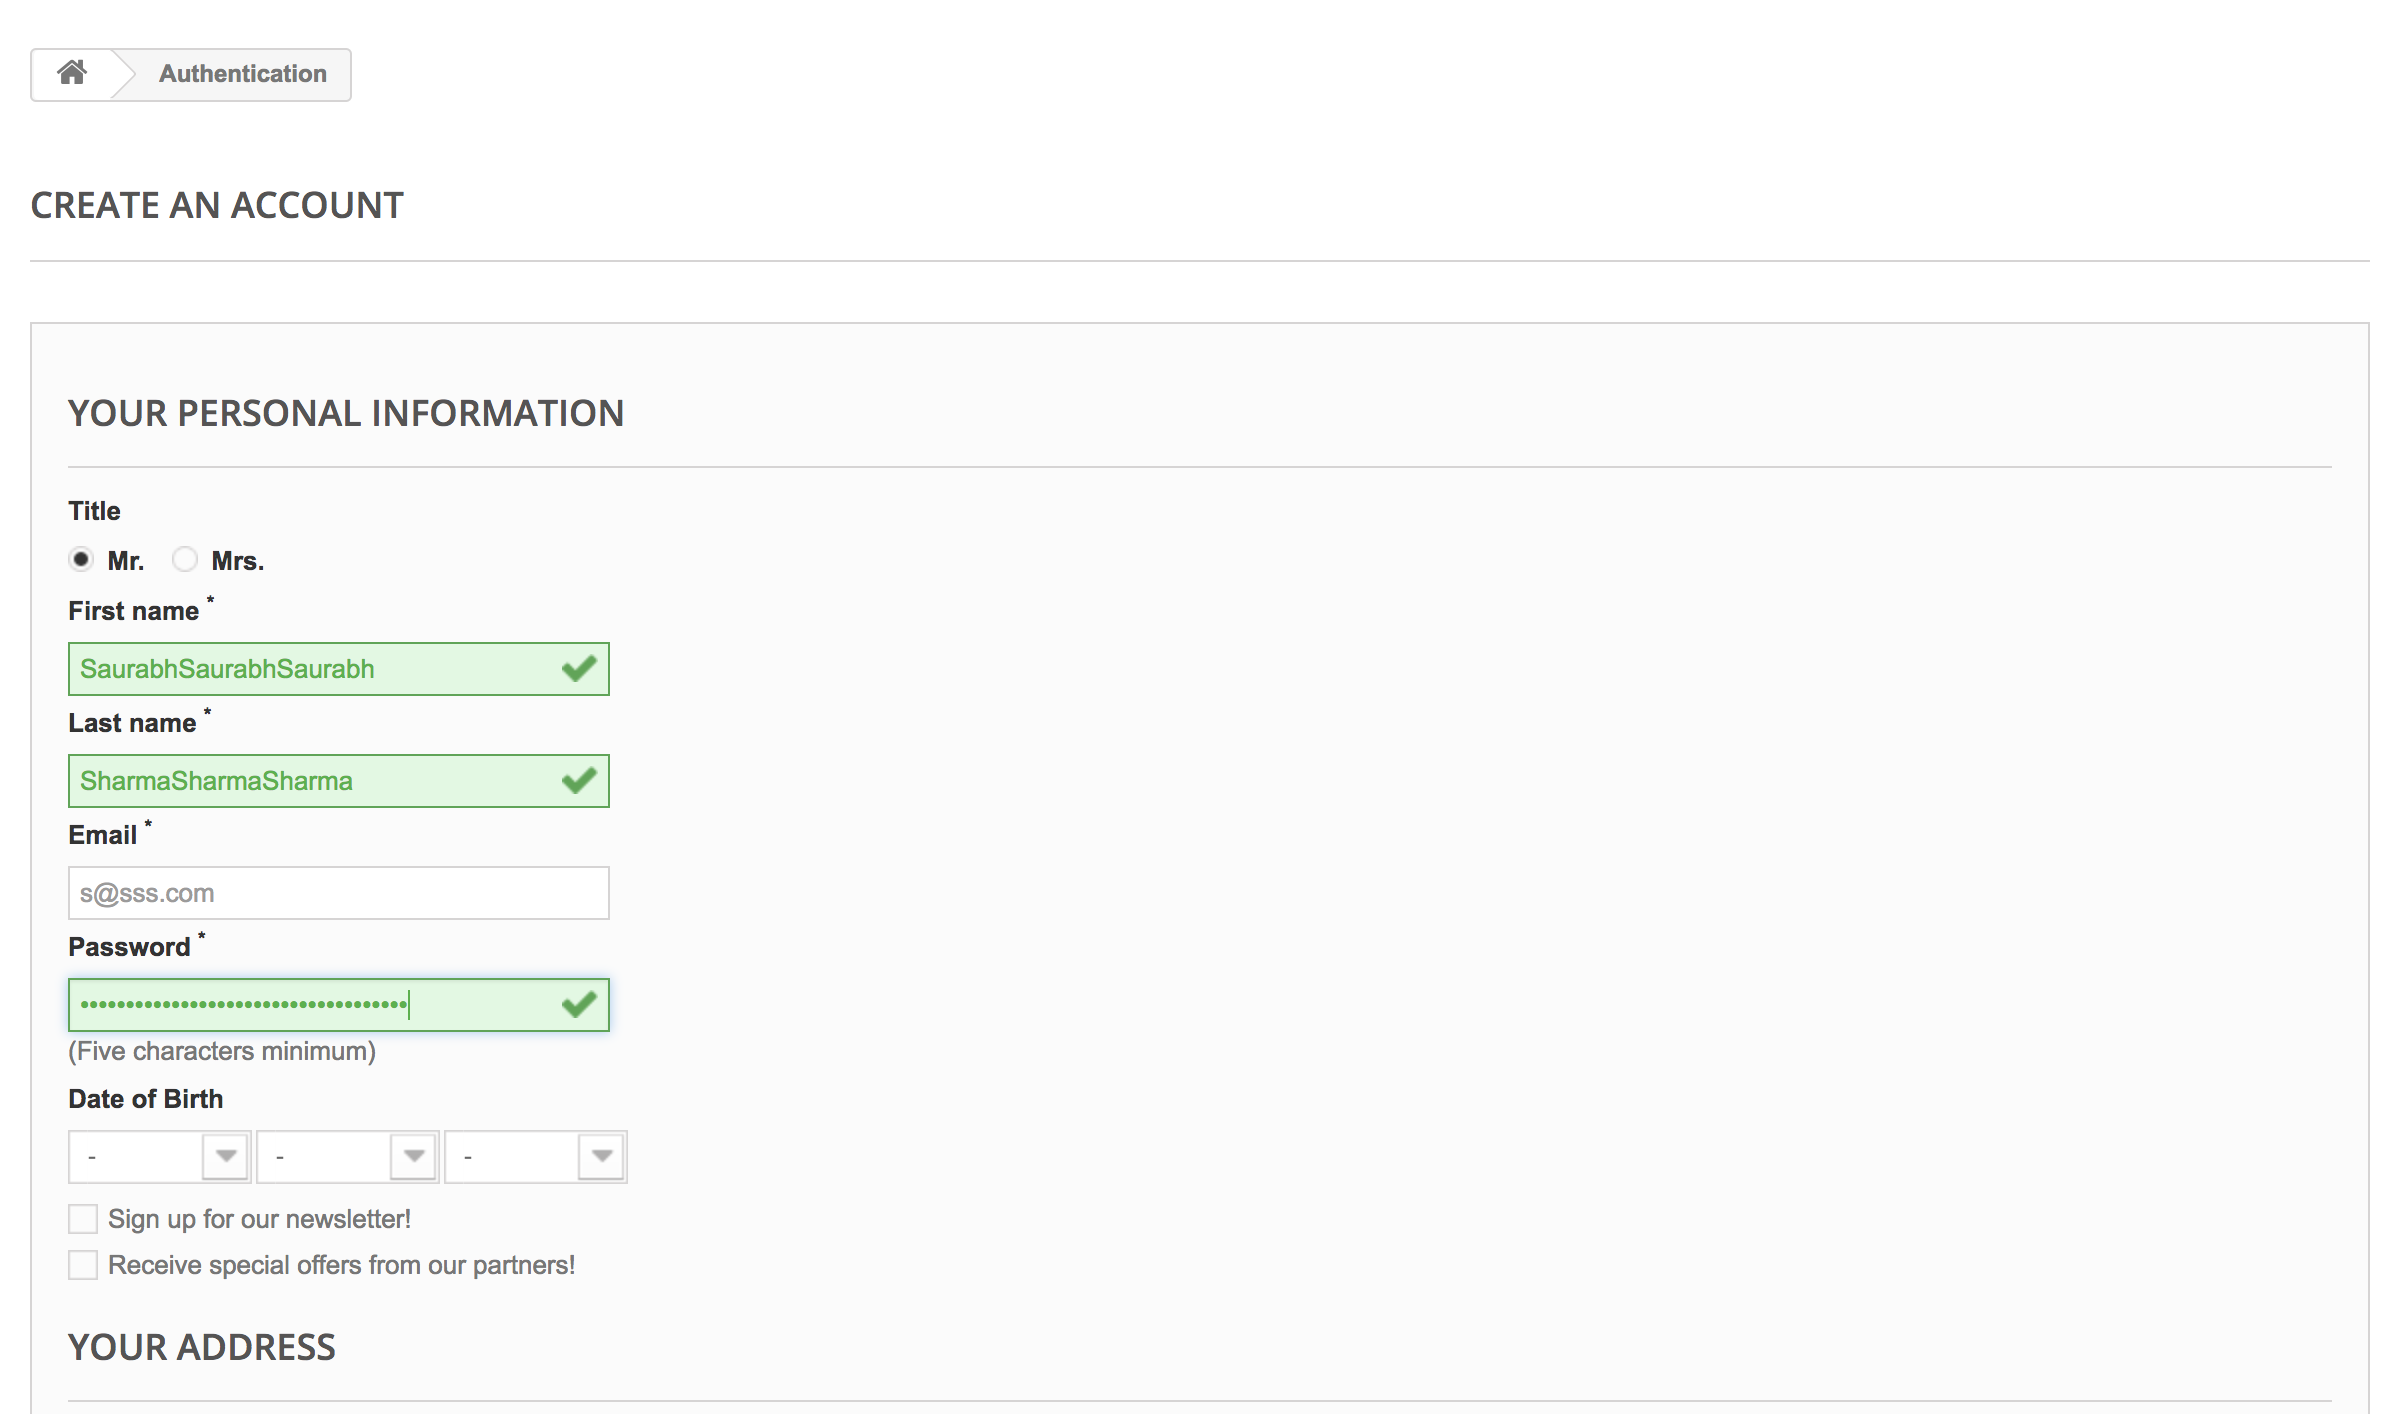 Authentication
CREATE AN ACCOUNT
YOUR PERSONAL INFORMATION
Title
Mr. Mrs.
First name *
SaurabhSaurabhSaurabh
Last name *
SharmaSharmaSharma
Email *
s@sss.com
Password *
(Five characters minimum)
Date of Birth
- - -
Sign up for our newsletter!
Receive special offers from our partners!
YOUR ADDRESS